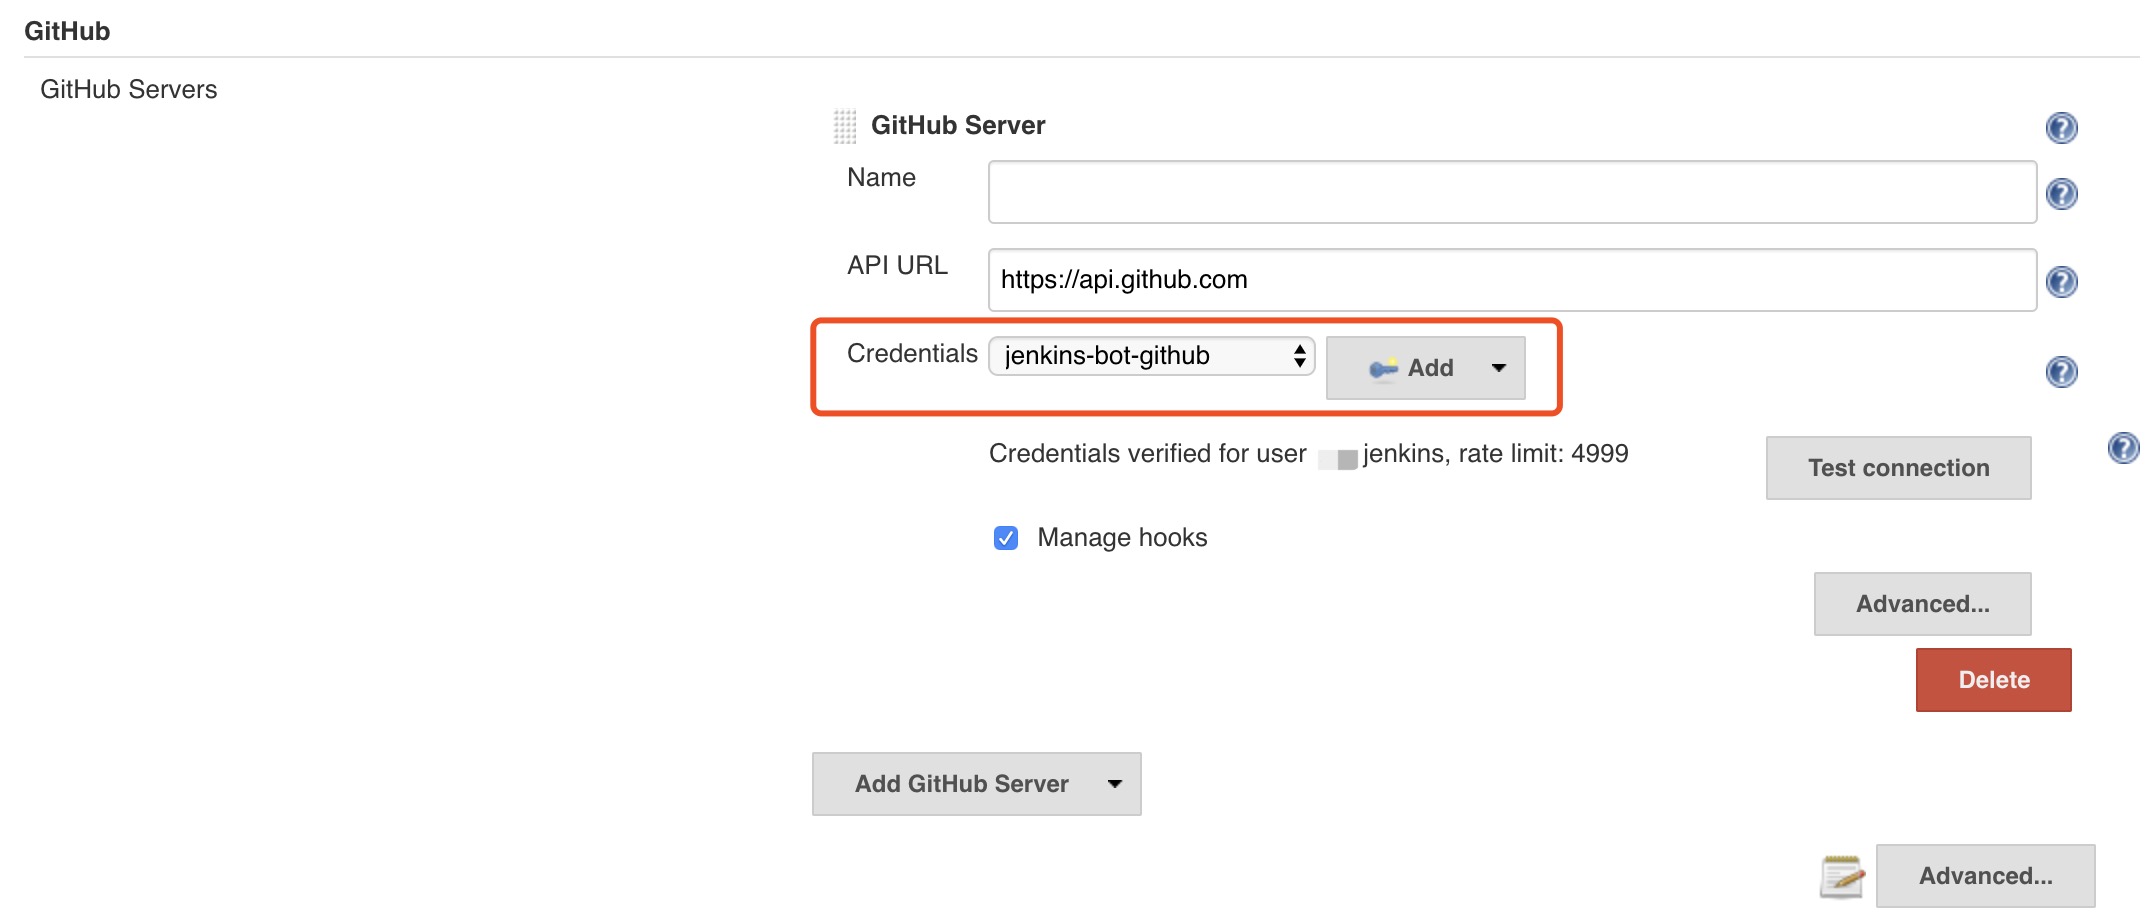 GitHub
GitHub Servers
GitHub Server
Name
API URL https://api.github.com
Credentials jenkins-bot-github Add
Credentials verified for user jenkins, rate limit: 4999 Test connection
Manage hooks
Advanced...
Delete
Add GitHub Server
Advanced...